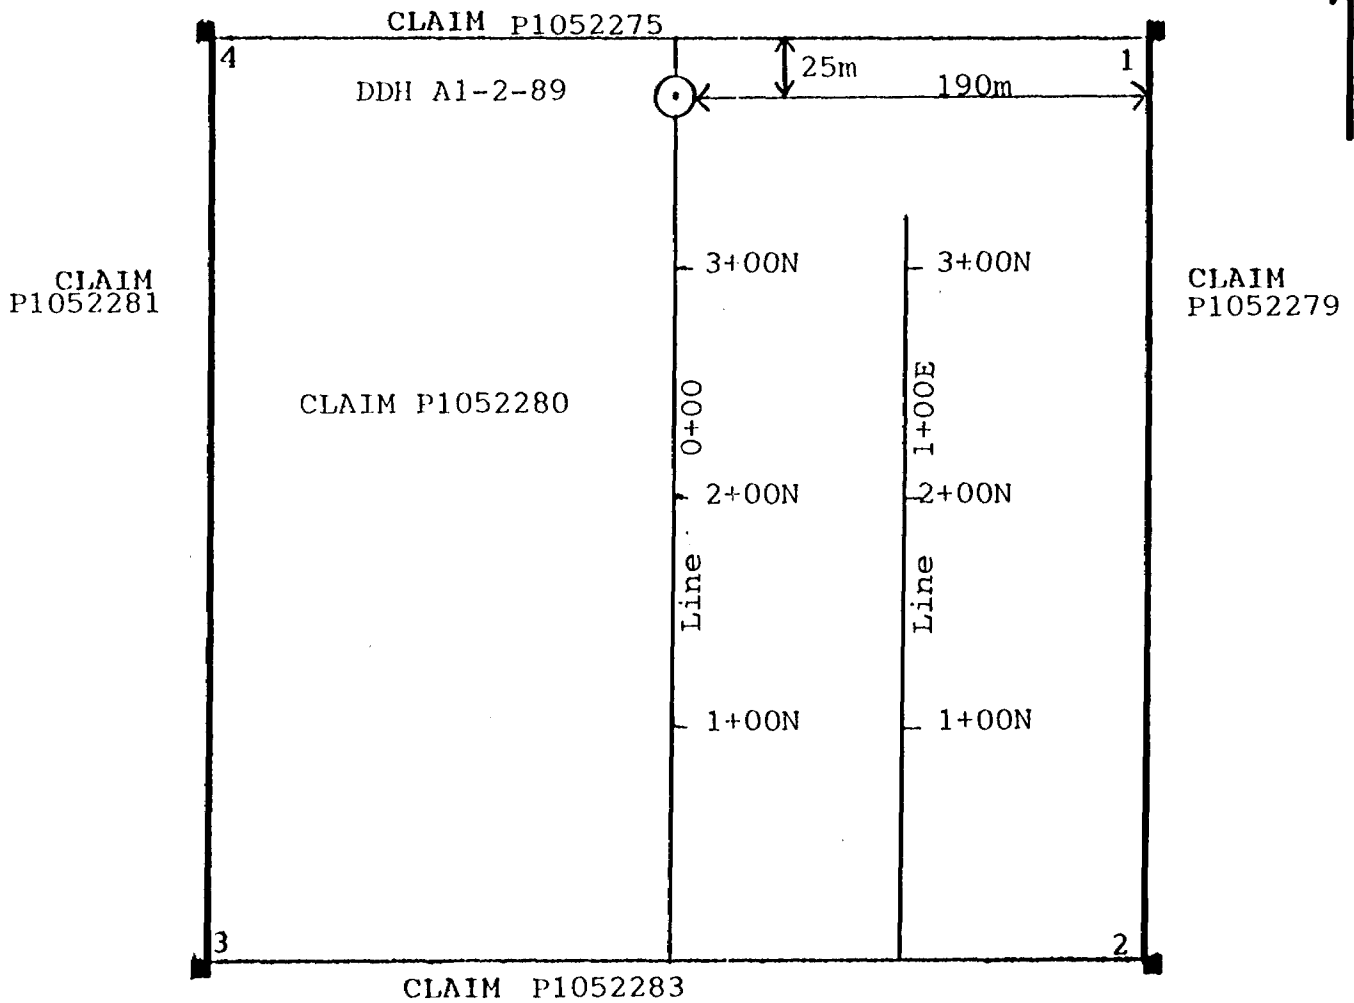 CLAIM P1052275
4
1
25m
DDH A1-2-89
190m
3+00N
3+00N
CLAIM
P1052281
CLAIM
P1052279
CLAIM P1052280
Line 0+00
Line 1+00E
2+00N
2+00N
1+00N
1+00N
3
2
CLAIM P1052283